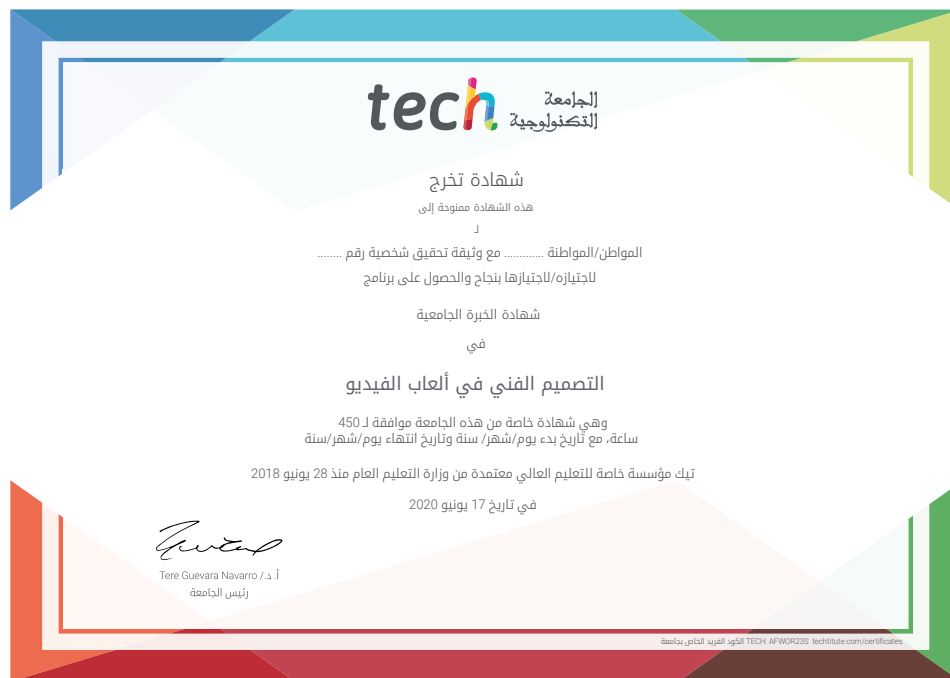 tech الجامعة
التكنولوجية
شهادة تخرج
هذه الشهادة ممنوحة إلى
لـ
المواطن/المواطنة ............. مع وثيقة تحقيق شخصية رقم ........
لاجتيازه/لاجتيازها بنجاح والحصول على برنامج
شهادة الخبرة الجامعية
في
التصميم الفني في ألعاب الفيديو
وهي شهادة خاصة من هذه الجامعة موافقة لـ 450
ساعة، مع تاريخ بدء يوم/شهر/ سنة وتاريخ انتهاء يوم/شهر/سنة
تيك مؤسسة خاصة للتعليم العالي معتمدة من وزارة التعليم العام منذ 28 يونيو 2018
في تاريخ 17 يونيو 2020
أ.د./ Tere Guevara Navarro
رئيس الجامعة
الكود الفريد الخاص بجامعة TECH: AFWOR23S techtitute.com/certificates